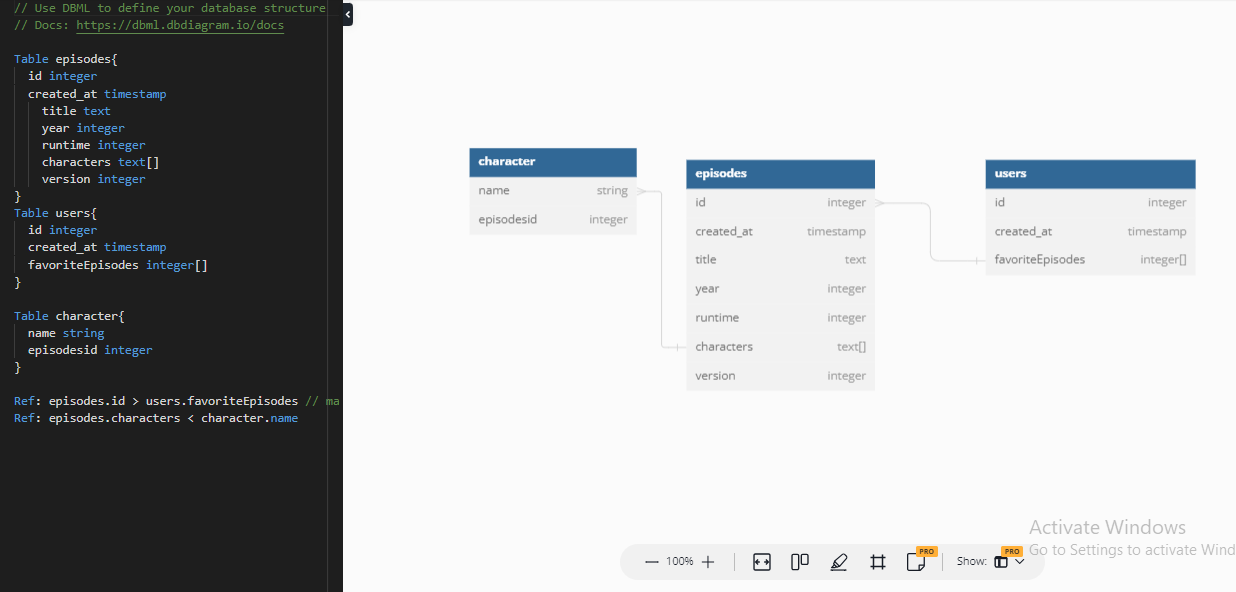 // Use DBML to define your database structure
// Docs: https://dbml.dbdiagram.io/docs
Table episodes{
id integer
created_at timestamp
title text
year integer
runtime integer
characters text[]
version integer
}
Table users{
id integer
created_at timestamp
favoriteEpisodes integer[]
}
Table character{
name string
episodesid integer
}
Ref: episodes.id > users.favoriteEpisodes // ma
Ref: episodes.characters < character.name
character
name string
episodesid integer
episodes
id integer
created_at timestamp
title text
year integer
runtime integer
characters text[]
version integer
users
id integer
created_at timestamp
favoriteEpisodes integer[]
Activate Windows
Go to Settings to activate Wind
100%
PRO
Show:
PRO